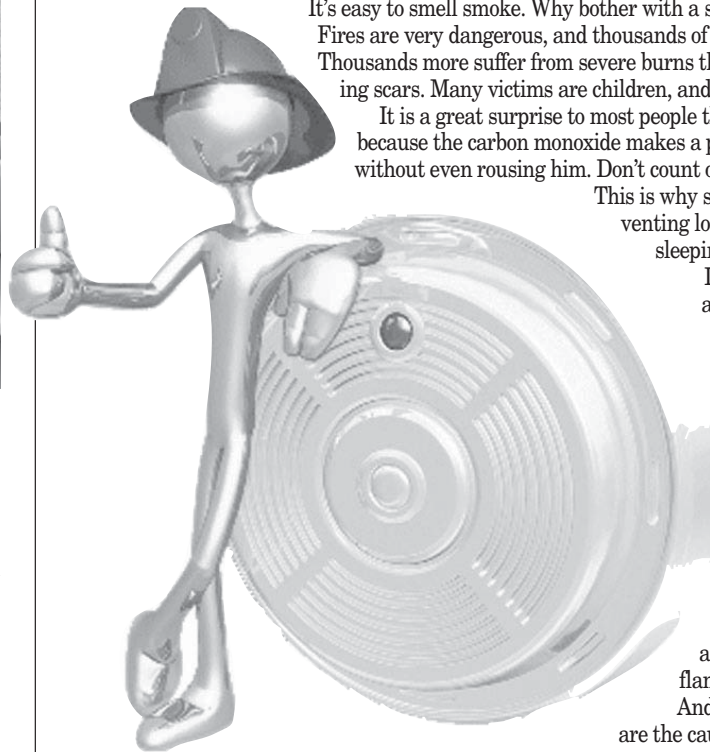 It's easy to smell smoke. Why bother with a s
Fires are very dangerous, and thousands of
Thousands more suffer from severe burns th
ing scars. Many victims are children, and
It is a great surprise to most people th
because the carbon monoxide makes a p
without even rousing him. Don't count o
This is why s
venting lo
sleepin
a
a
flan
And
are the cau